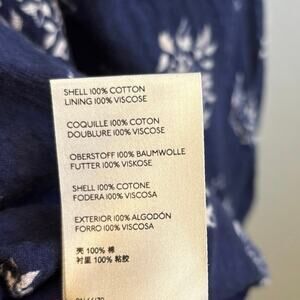 SHELL 100% COTTON
LINING 100% VISCOSE
COQUILLE 100% COTON
DOUBLURE 100% VISCOSE
OBERSTOFF 100% BAUMWOLLE
FUTTER 100% VISKOSE
SHELL 100% COTONE
FODERA 100% VISCOSA
EXTERIOR 100% ALGODÓN
FORRO 100% VISCOSA
壳 100% 棉
衬里 100% 粘胶